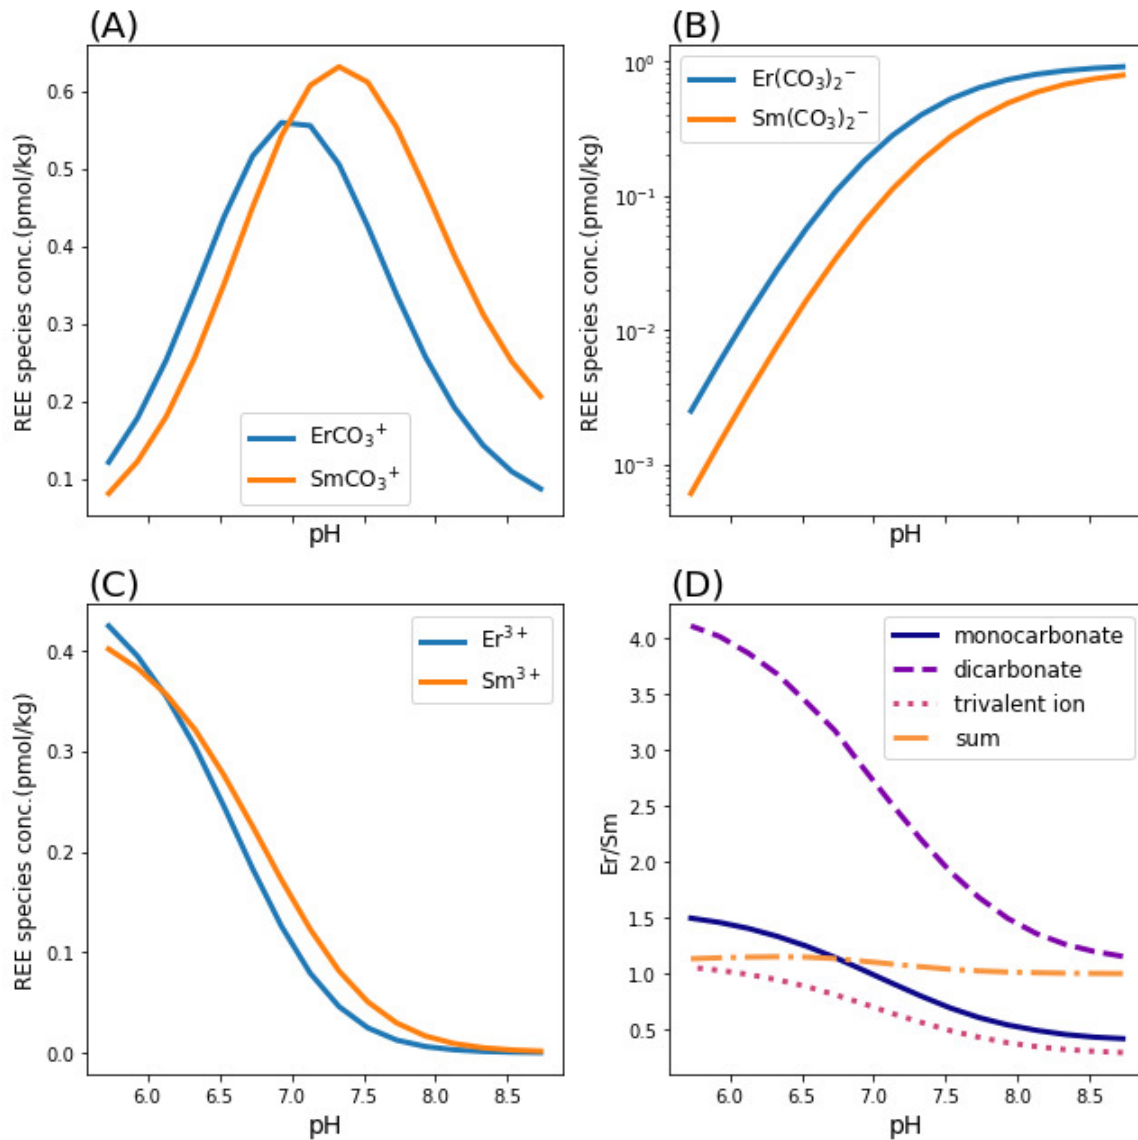 (A)
REE species conc.(pmol/kg)
0.6
0.5
0.4
0.3
0.2
0.1
ErCO₃⁺
SmCO₃⁺
pH
(B)
REE species conc.(pmol/kg)
10⁰
10⁻¹
10⁻²
10⁻³
Er(CO₃)₂⁻
Sm(CO₃)₂⁻
pH
(C)
REE species conc.(pmol/kg)
0.4
0.3
0.2
0.1
0.0
Er³⁺
Sm³⁺
6.0 6.5 7.0 7.5 8.0 8.5
pH
(D)
Er/Sm
4.0
3.5
3.0
2.5
2.0
1.5
1.0
0.5
monocarbonate
dicarbonate
trivalent ion
sum
6.0 6.5 7.0 7.5 8.0 8.5
pH